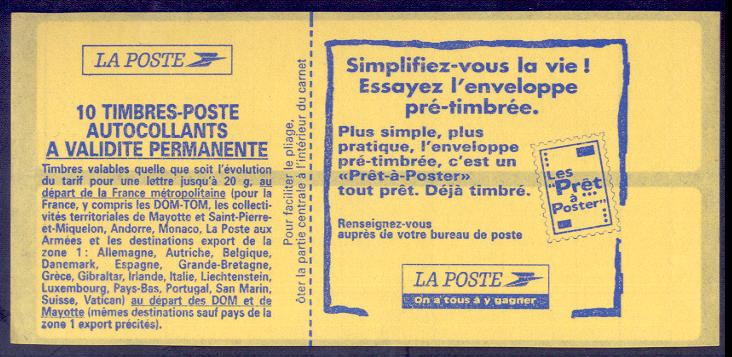 LA POSTE
10 TIMBRES-POSTE
AUTOCOLLANTS
A VALIDITE PERMANENTE
Timbres valables quelle que soit l'évolution
du tarif pour une lettre jusqu'à 20 g, au
départ de la France métropolitaine (pour la
France, y compris les DOM-TOM, les collecti-
vités territoriales de Mayotte et Saint-Pierre-
et-Miquelon, Andorre, Monaco, La Poste aux
Armées et les destinations export de la
zone 1 : Allemagne, Autriche, Belgique,
Danemark, Espagne, Grande-Bretagne,
Grèce, Gibraltar, Irlande, Italie, Liechtenstein,
Luxembourg, Pays-Bas, Portugal, San Marin,
Suisse, Vatican) au départ des DOM et de
Mayotte (mêmes destinations sauf pays de la
zone 1 export précités).
Pour faciliter le pliage,
ôter la partie centrale à l'intérieur du carnet
Simplifiez-vous la vie !
Essayez l'enveloppe
pré-timbrée.
Plus simple, plus
pratique, l'enveloppe
pré-timbrée, c'est un
«Prêt-à-Poster»
tout prêt. Déjà timbré.
Les
"Prêt
à
Poster"
Renseignez-vous
auprès de votre bureau de poste
LA POSTE
On a tous à y gagner